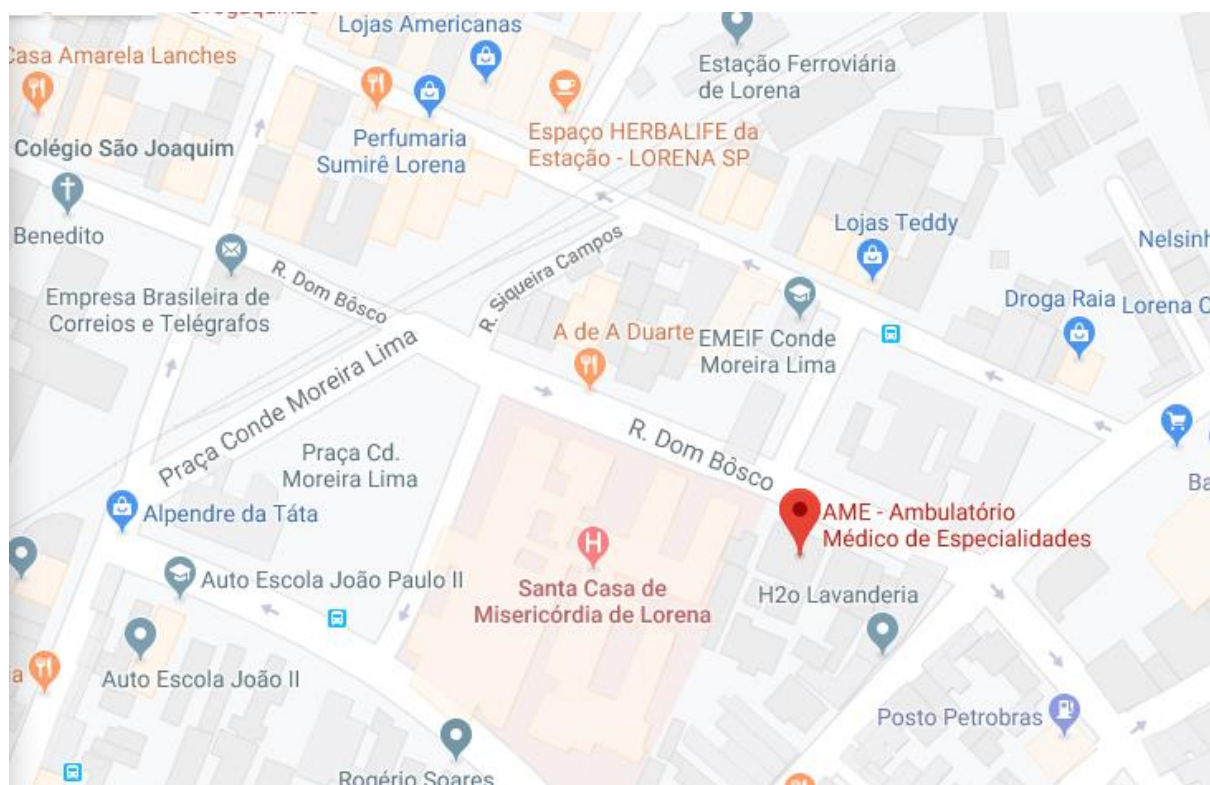 Lojas Americanas
Casa Amarela Lanches
Estação Ferroviária
de Lorena
Perfumaria
Sumirê Lorena
Espaço HERBALIFE da
Estação - LORENA SP
Colégio São Joaquim
Benedito
Lojas Teddy
Nelsinh
R. Siqueira Campos
R. Dom Bôsco
Empresa Brasileira de
Correios e Telégrafos
Droga Raia
Lorena C
A de A Duarte
EMEIF Conde
Moreira Lima
Praça Conde Moreira Lima
R. Dom Bôsco
Praça Cd.
Moreira Lima
Ba
Alpendre da Táta
AME - Ambulatório
Médico de Especialidades
Auto Escola João Paulo II
H
Santa Casa de
Misericórdia de Lorena
H2o Lavanderia
a
Auto Escola João II
Posto Petrobras
Rogério Soares